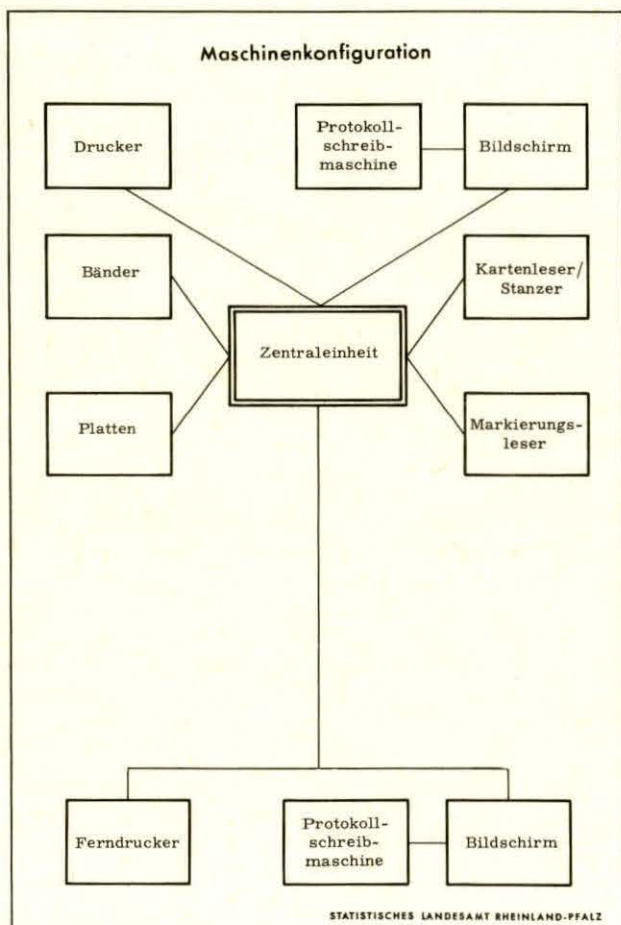 Maschinenkonfiguration
Drucker
Protokoll-
schreib-
maschine
Bildschirm
Bänder
Kartenleser/
Stanzer
Zentraleinheit
Platten
Markierungs-
leser
Ferndrucker
Protokoll-
schreib-
maschine
Bildschirm
STATISTISCHES LANDESAMT RHEINLAND-PFALZ